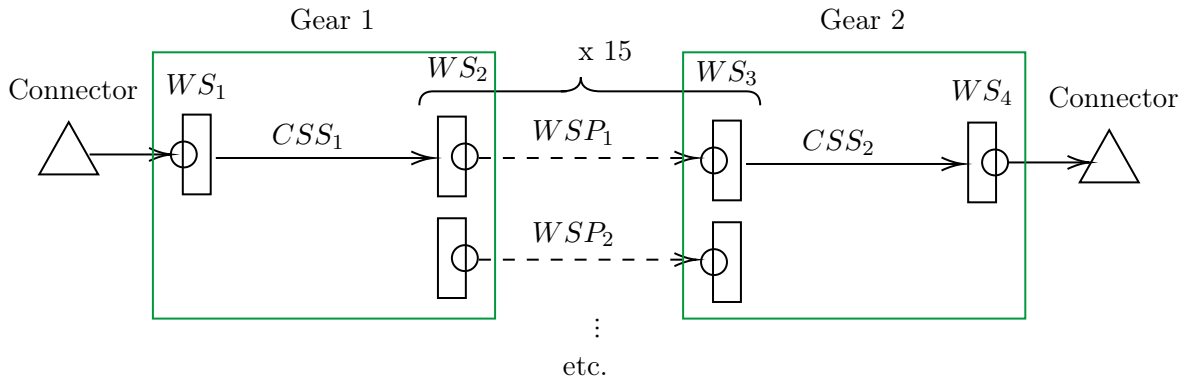 Gear 1
Gear 2
x 15
Connector
WS₁
WS₂
WS₃
WS₄
Connector
CSS₁
WSP₁
CSS₂
WSP₂
⋮
etc.